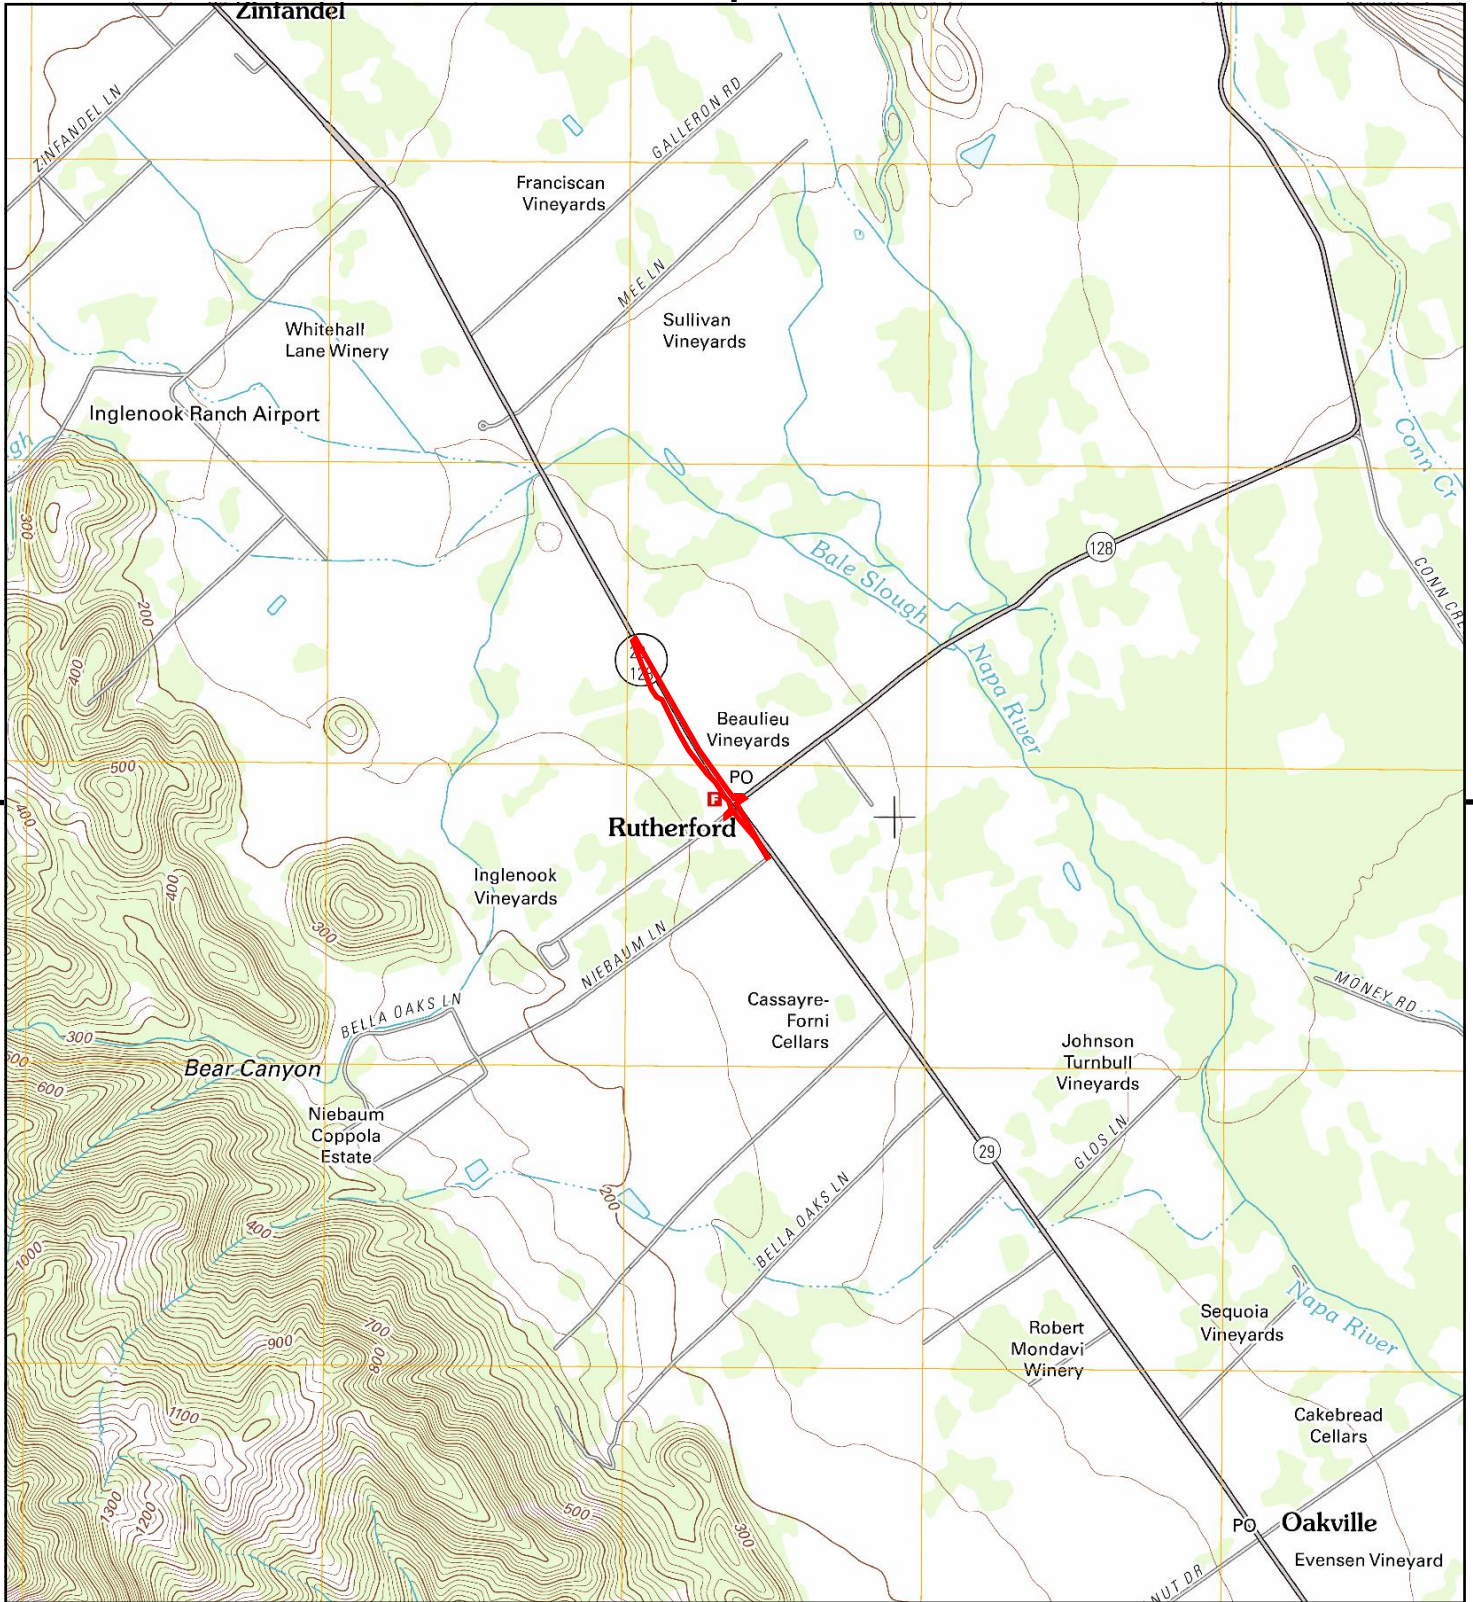 Zinfandel
ZINFANDEL LN
GALLERON RD
Franciscan
Vineyards
MEE LN
Whitehall
Lane Winery
Sullivan
Vineyards
Inglenook Ranch Airport
gh
Conn Cr
300
128
Bale Slough
CONN CRE
200
400
Napa River
Beaulieu
Vineyards
500
PO
F
400
Rutherford
400
Inglenook
Vineyards
300
NIEBAUM LN
MONEY RD
BELLA OAKS LN
Cassayre-
Forni
Cellars
300
Bear Canyon
600
Johnson
Turnbull
Vineyards
Niebaum
Coppola
Estate
GLOS LN
29
200
BELLA OAKS LN
400
1000
Napa River
Sequoia
Vineyards
700
900
800
Robert
Mondavi
Winery
1100
Cakebread
Cellars
1300
1200
500
300
PO
Oakville
Evensen Vineyard
NUT DR